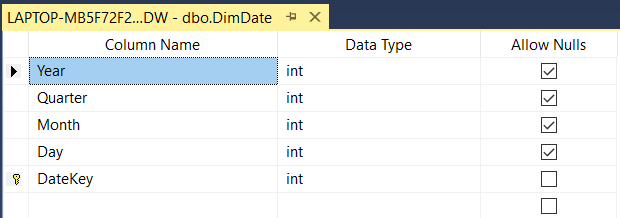 LAPTOP-MB5F72F2...DW - dbo.DimDate
Column Name Data Type Allow Nulls
Year int
Quarter int
Month int
Day int
DateKey int